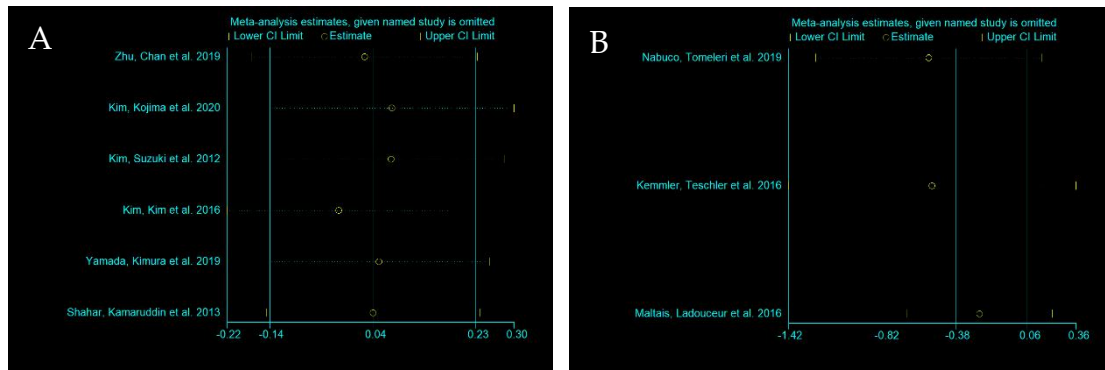 A
Meta-analysis estimates, given named study is omitted
Lower CI Limit Estimate Upper CI Limit
Zhu, Chan et al. 2019
Kim, Kojima et al. 2020
Kim, Suzuki et al. 2012
Kim, Kim et al. 2016
Yamada, Kimura et al. 2019
Shahar, Kamaruddin et al. 2013
-0.22 -0.14 0.04 0.23 0.30
B
Meta-analysis estimates, given named study is omitted
Lower CI Limit Estimate Upper CI Limit
Nabuco, Tomeleri et al. 2019
Kemmler, Teschler et al. 2016
Maltais, Ladouceur et al. 2016
-1.42 -0.82 -0.38 0.06 0.36